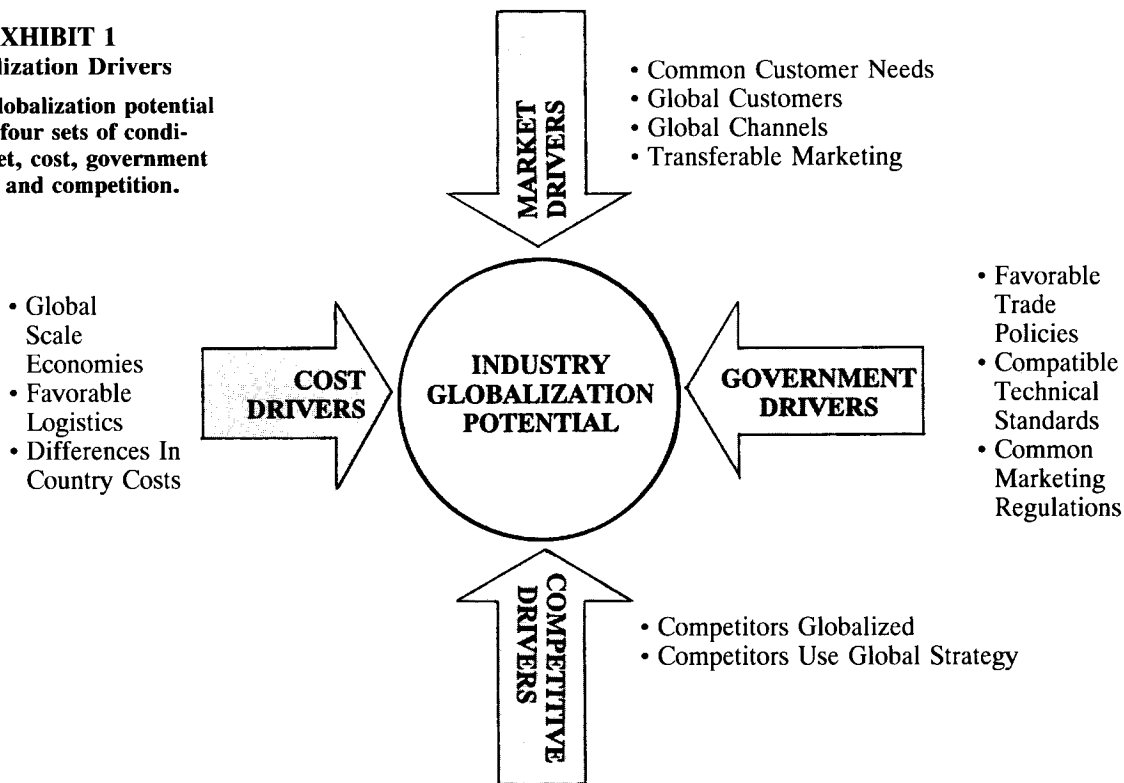 XHIBIT 1
lization Drivers
lobalization potential
four sets of condi-
et, cost, government
and competition.
MARKET
DRIVERS
• Common Customer Needs
• Global Customers
• Global Channels
• Transferable Marketing
• Global
Scale
Economies
• Favorable
Logistics
• Differences In
Country Costs
COST
DRIVERS
INDUSTRY
GLOBALIZATION
POTENTIAL
GOVERNMENT
DRIVERS
• Favorable
Trade
Policies
• Compatible
Technical
Standards
• Common
Marketing
Regulations
COMPETITIVE
DRIVERS
• Competitors Globalized
• Competitors Use Global Strategy